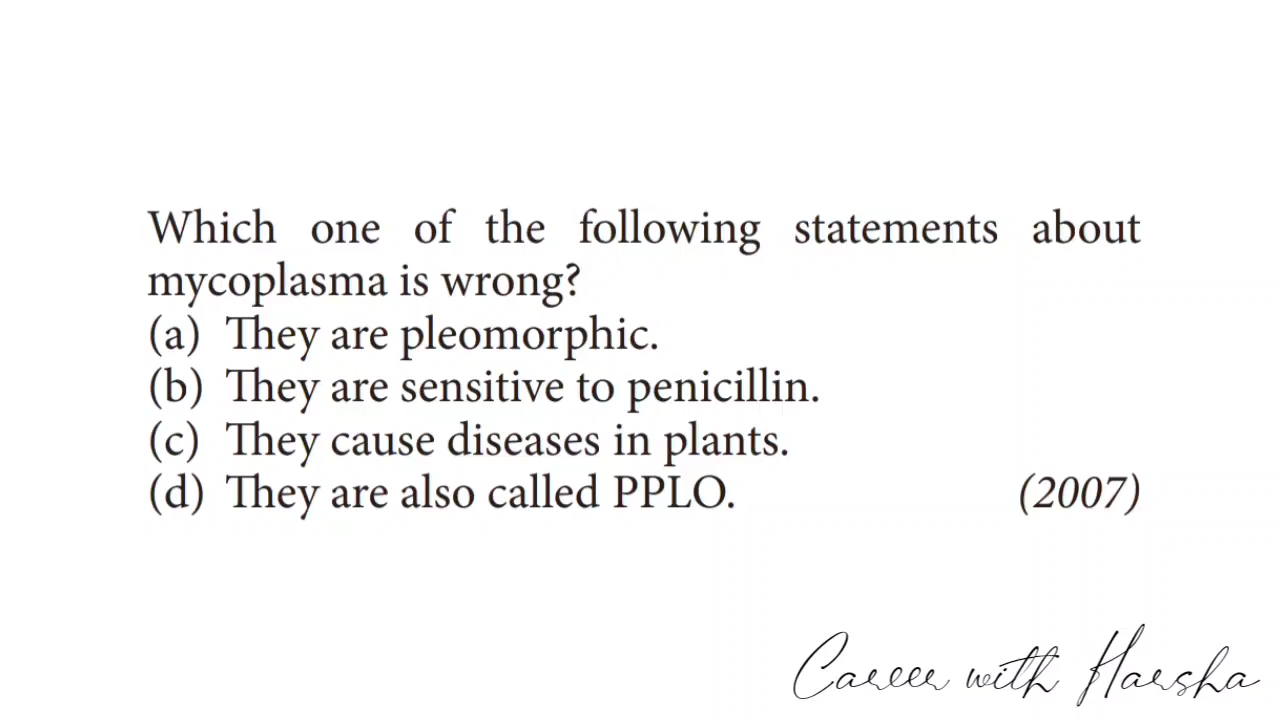 Which one of the following statements about
mycoplasma is wrong?
(a) They are pleomorphic.
(b) They are sensitive to penicillin.
(c) They cause diseases in plants.
(d) They are also called PPLO. (2007)
Career with Harsha